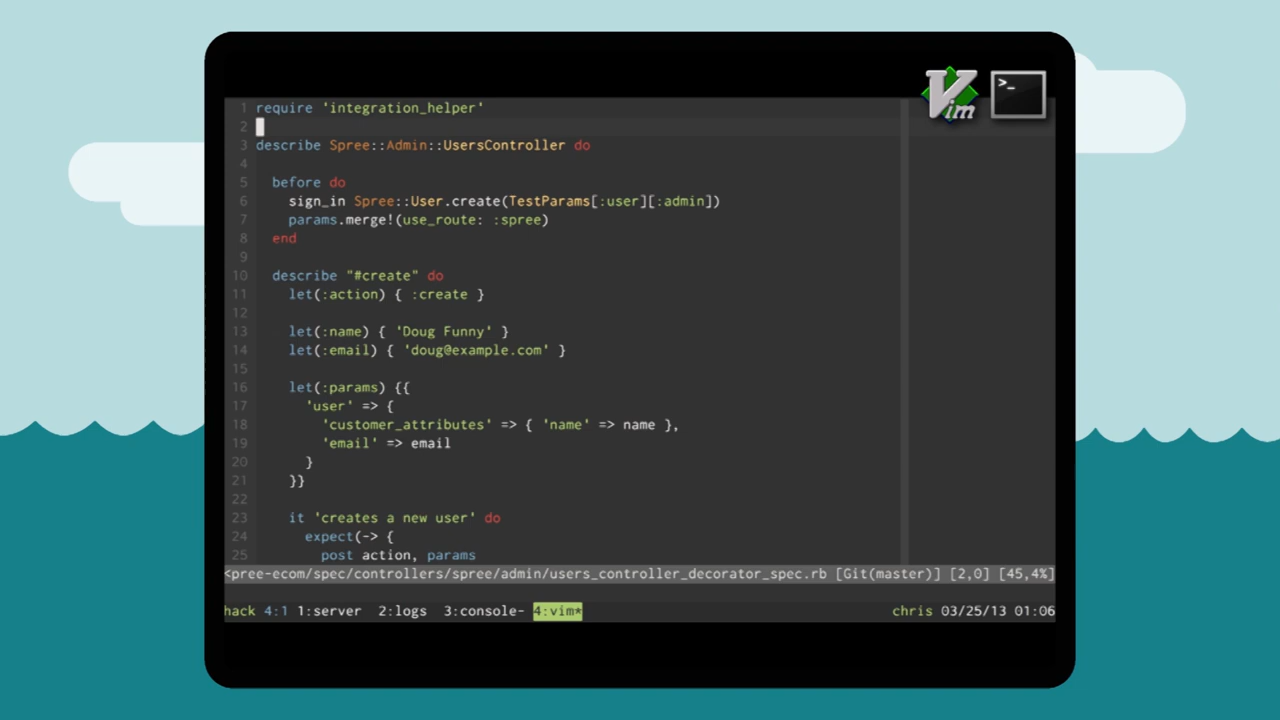 Vim
>_
1 require 'integration_helper'
2
3 describe Spree::Admin::UsersController do
4
5   before do
6     sign_in Spree::User.create(TestParams[:user][:admin])
7     params.merge!(use_route: :spree)
8   end
9
10   describe "#create" do
11     let(:action) { :create }
12
13     let(:name) { 'Doug Funny' }
14     let(:email) { 'doug@example.com' }
15
16     let(:params) {{
17       'user' => {
18         'customer_attributes' => { 'name' => name },
19         'email' => email
20       }
21     }}
22
23     it 'creates a new user' do
24       expect(-> {
25         post action, params
<pree-ecom/spec/controllers/spree/admin/users_controller_decorator_spec.rb [Git(master)] [2,0] [45,4%]
hack 4:1 1:server  2:logs  3:console- 4:vim* chris 03/25/13 01:06